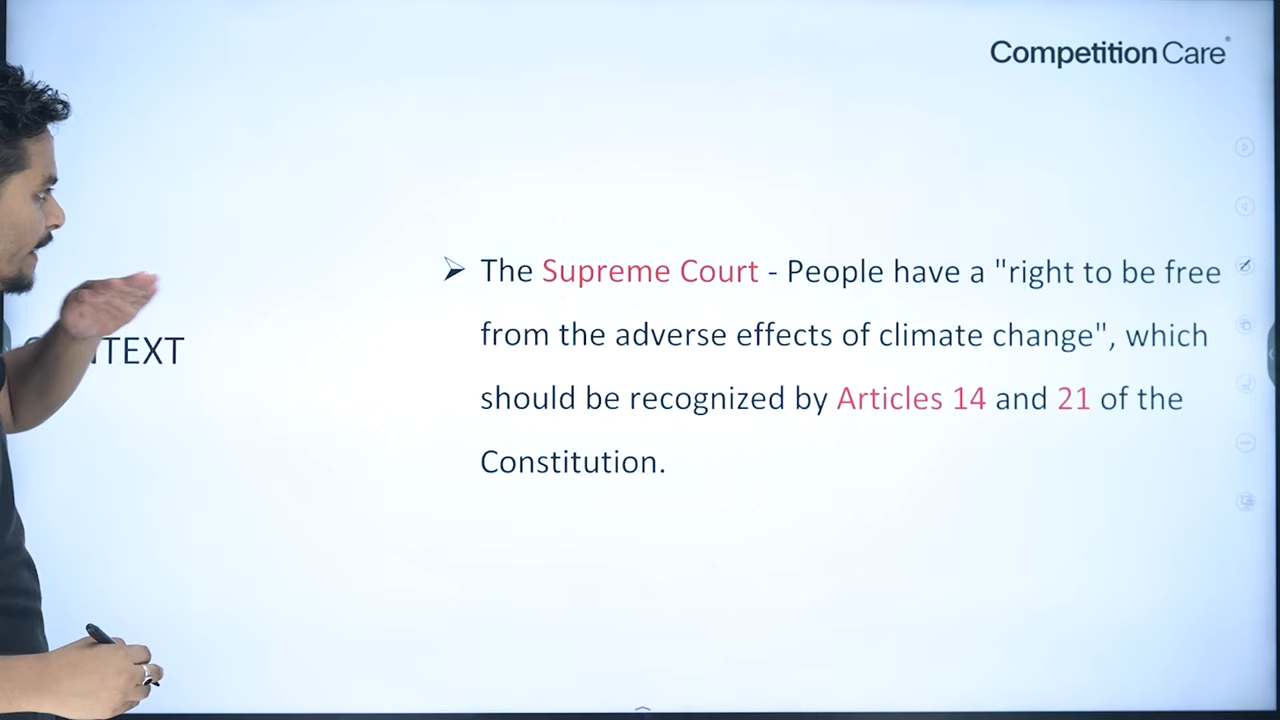 Competition Care
The Supreme Court - People have a "right to be free
from the adverse effects of climate change", which
should be recognized by Articles 14 and 21 of the
Constitution.